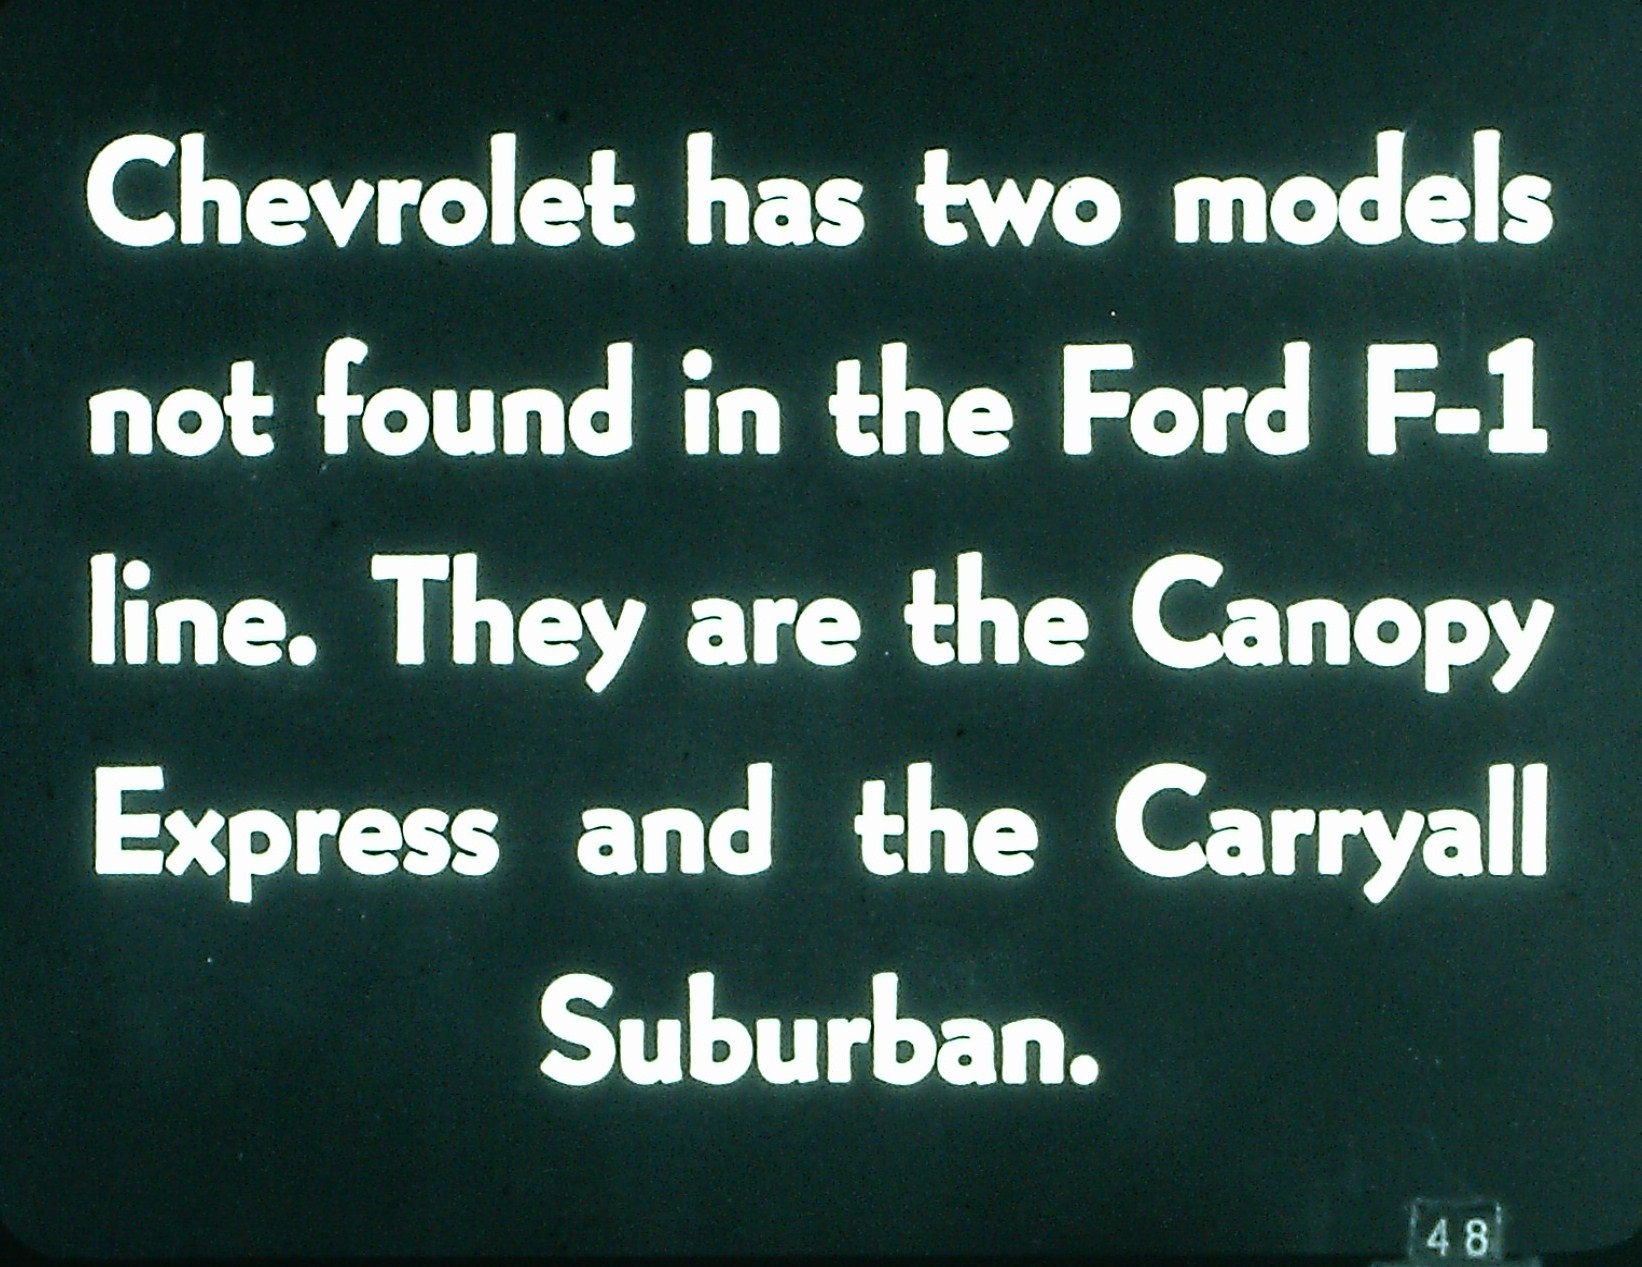 Chevrolet has two models
not found in the Ford F-1
line. They are the Canopy
Express and the Carryall
Suburban.
48